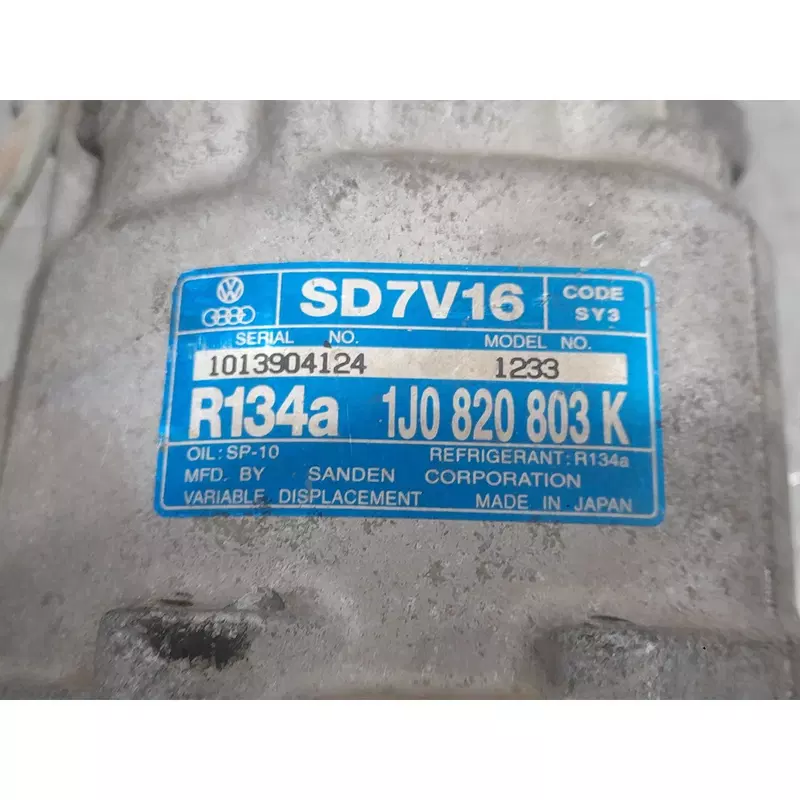 SD7V16 CODE SY3
SERIAL NO. MODEL NO.
1013904124 1233
R134a 1J0 820 803 K
OIL: SP-10 REFRIGERANT: R134a
MFD. BY SANDEN CORPORATION
VARIABLE DISPLACEMENT MADE IN JAPAN